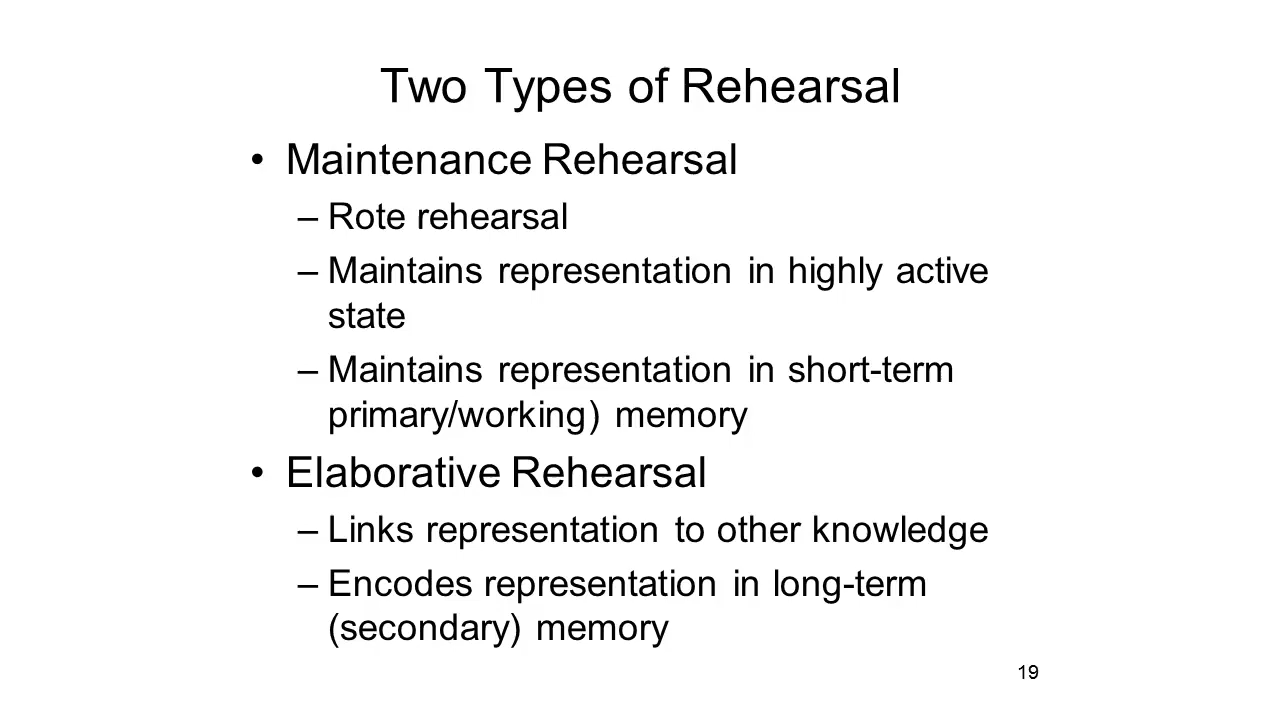 Two Types of Rehearsal
• Maintenance Rehearsal
– Rote rehearsal
– Maintains representation in highly active
state
– Maintains representation in short-term
primary/working) memory
• Elaborative Rehearsal
– Links representation to other knowledge
– Encodes representation in long-term
(secondary) memory
19